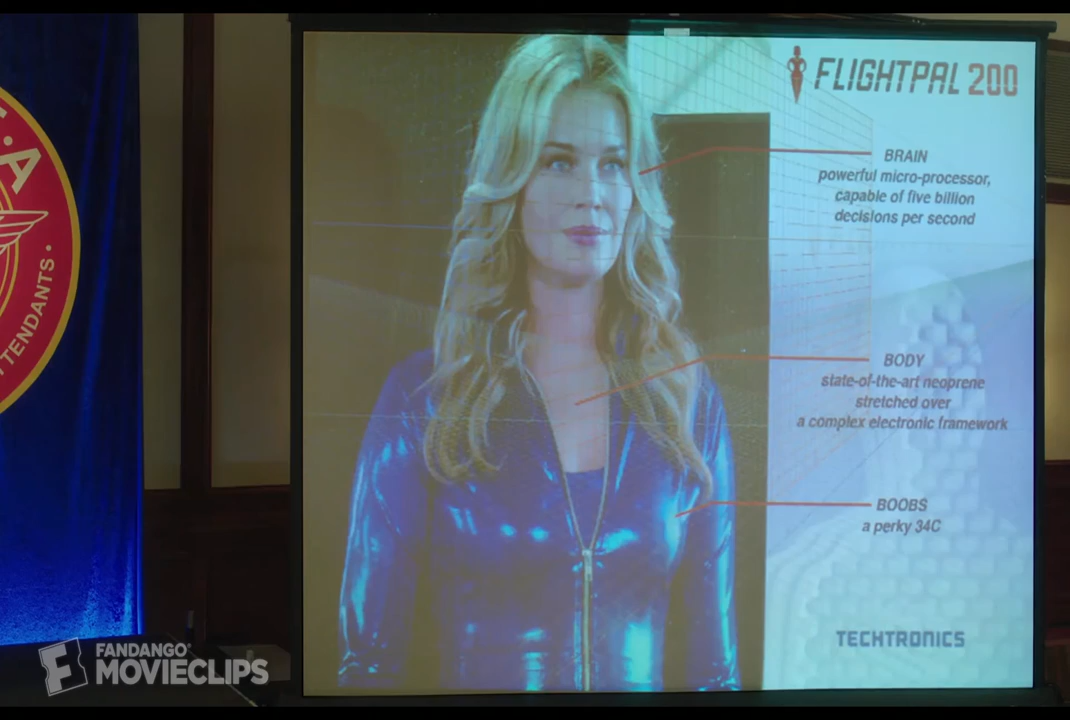 A
TTENDANTS
FLIGHTPAL 200
BRAIN
powerful micro-processor,
capable of five billion
decisions per second
BODY
state-of-the-art neoprene
stretched over
a complex electronic framework
BOOBS
a perky 34C
TECHTRONICS
FANDANGO
MOVIECLIPS